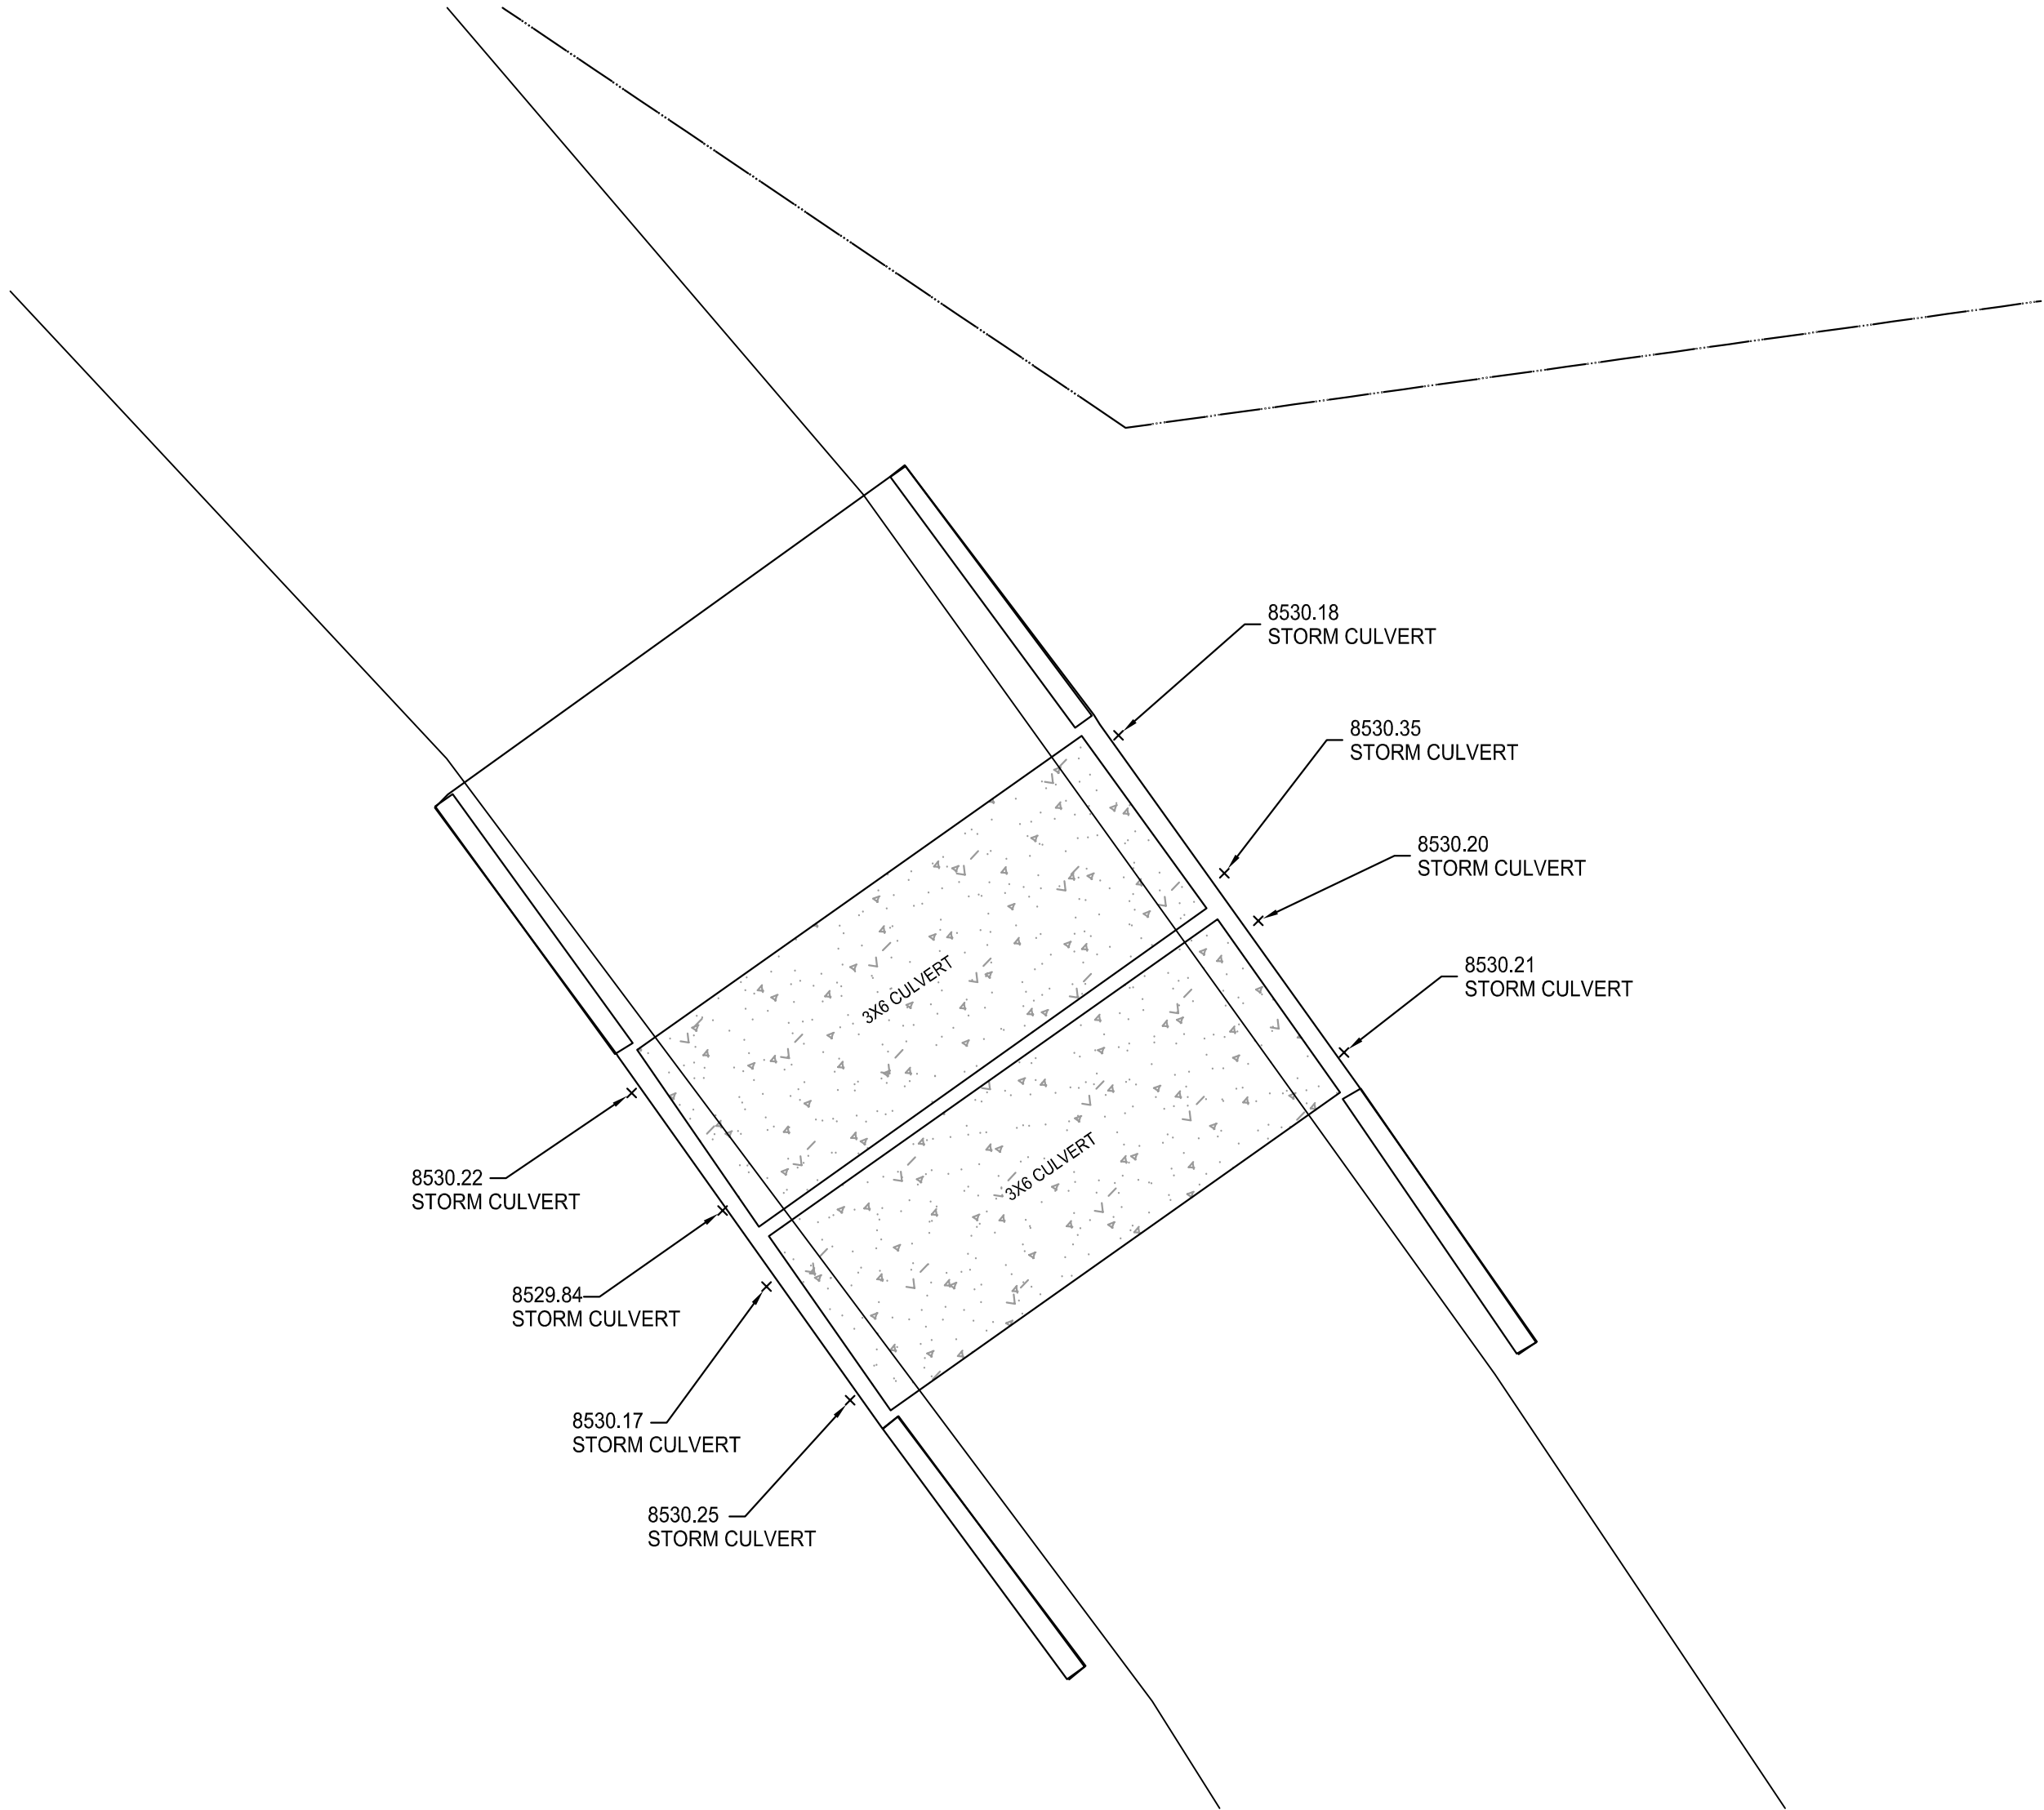 8530.18
STORM CULVERT
8530.35
STORM CULVERT
8530.20
STORM CULVERT
8530.21
STORM CULVERT
3X6 CULVERT
3X6 CULVERT
8530.22
STORM CULVERT
8529.84
STORM CULVERT
8530.17
STORM CULVERT
8530.25
STORM CULVERT